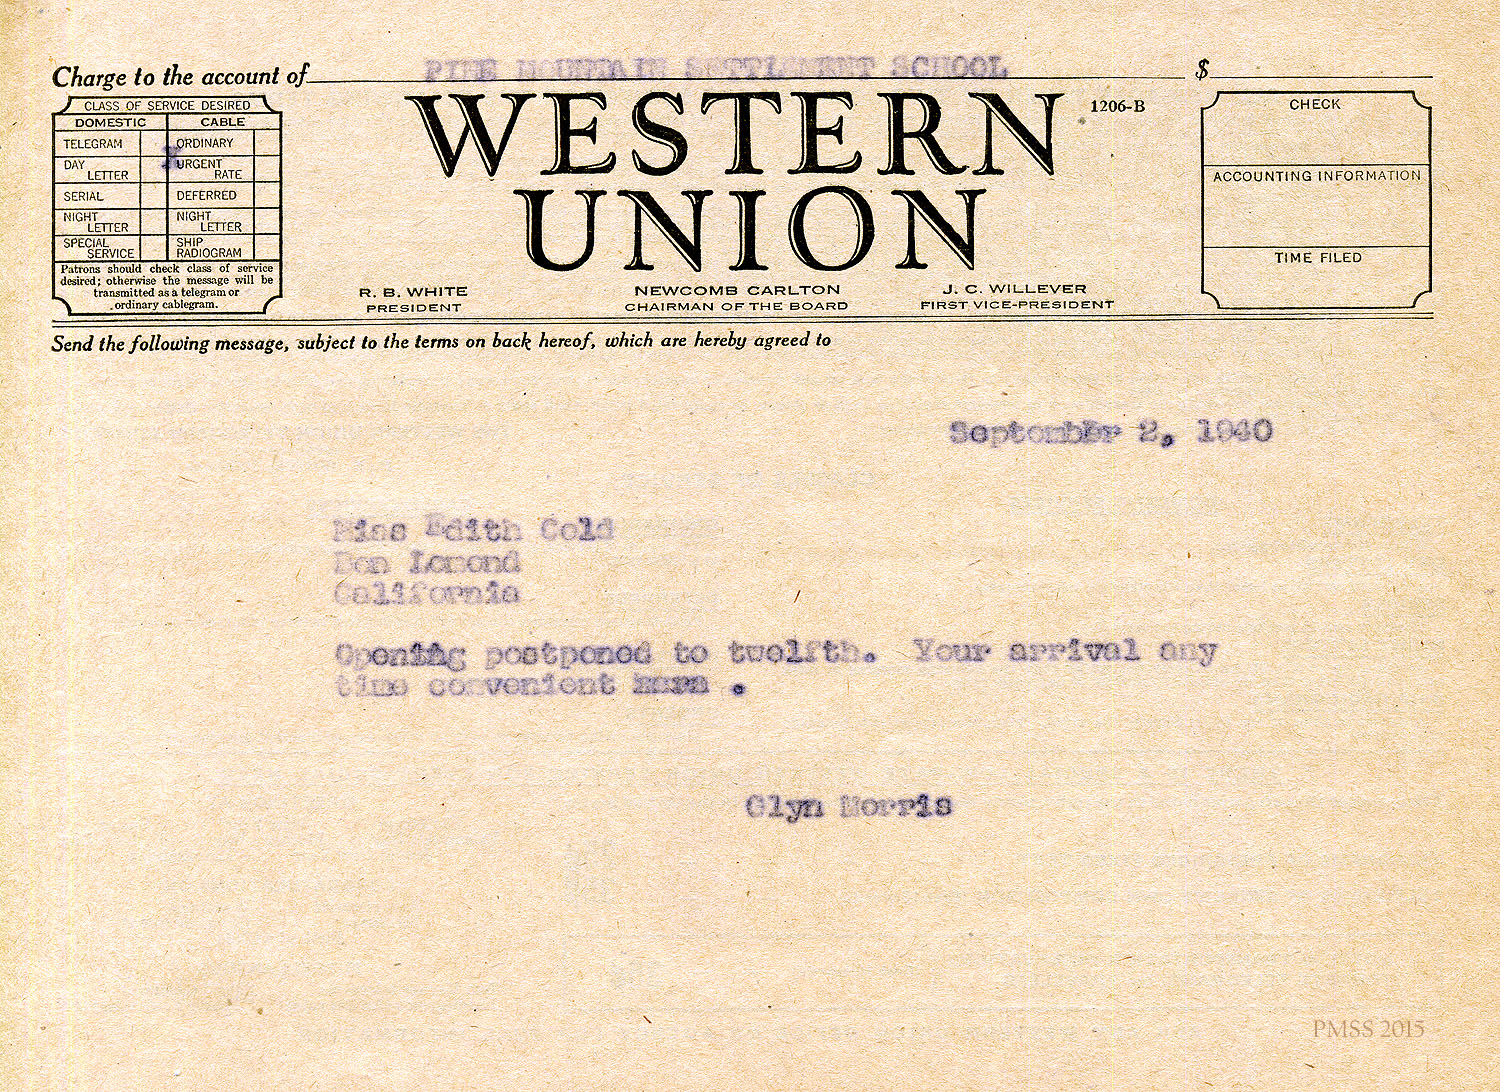 Charge to the account of PINE MOUNTAIN SETTLEMENT SCHOOL $
CLASS OF SERVICE DESIRED
DOMESTIC CABLE
TELEGRAM ORDINARY
DAY LETTER URGENT RATE
SERIAL DEFERRED
NIGHT LETTER NIGHT LETTER
SPECIAL SERVICE SHIP RADIOGRAM
Patrons should check class of service
desired; otherwise the message will be
transmitted as a telegram or
ordinary cablegram.
WESTERN
UNION
1206-B
R. B. WHITE
PRESIDENT
NEWCOMB CARLTON
CHAIRMAN OF THE BOARD
J. C. WILLEVER
FIRST VICE-PRESIDENT
CHECK
ACCOUNTING INFORMATION
TIME FILED
Send the following message, subject to the terms on back hereof, which are hereby agreed to
September 2, 1940
Miss Edith Cold
Lomond
California
Opening postponed to twelfth. Your arrival any
time convenient .
Glyn Morris
PMSS 2015